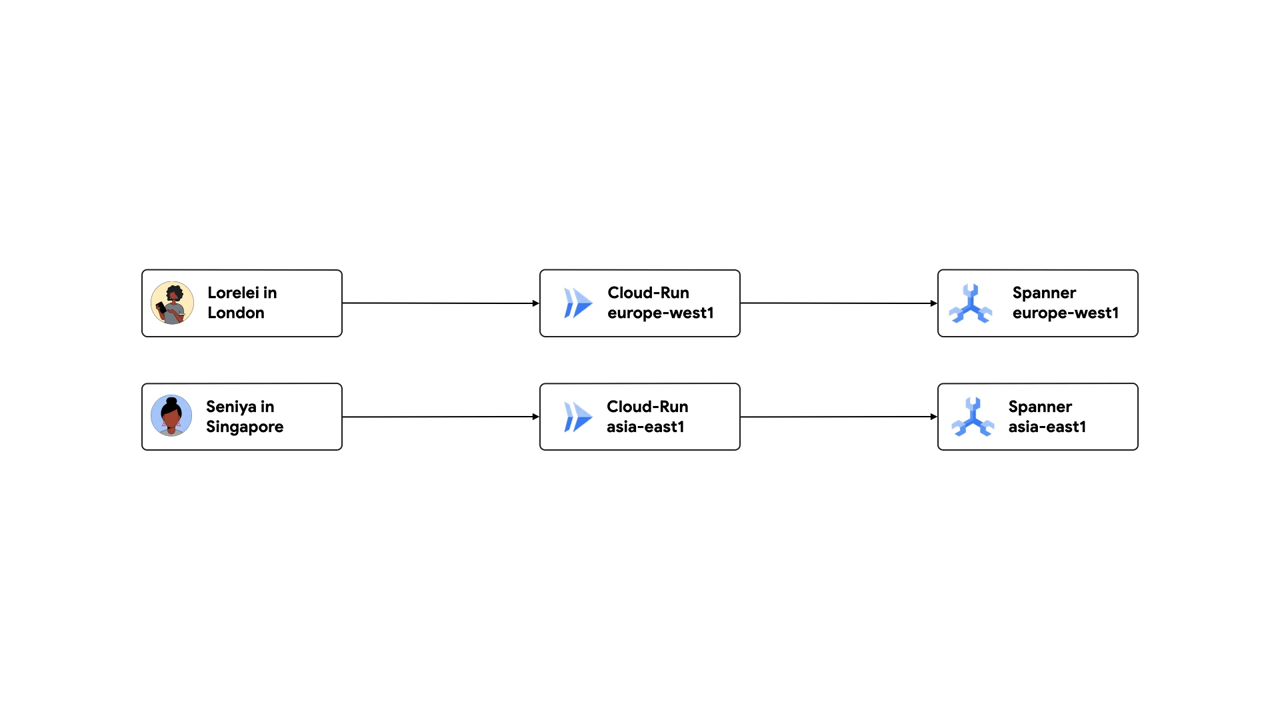 Lorelei in
London
Cloud-Run
europe-west1
Spanner
europe-west1
Seniya in
Singapore
Cloud-Run
asia-east1
Spanner
asia-east1